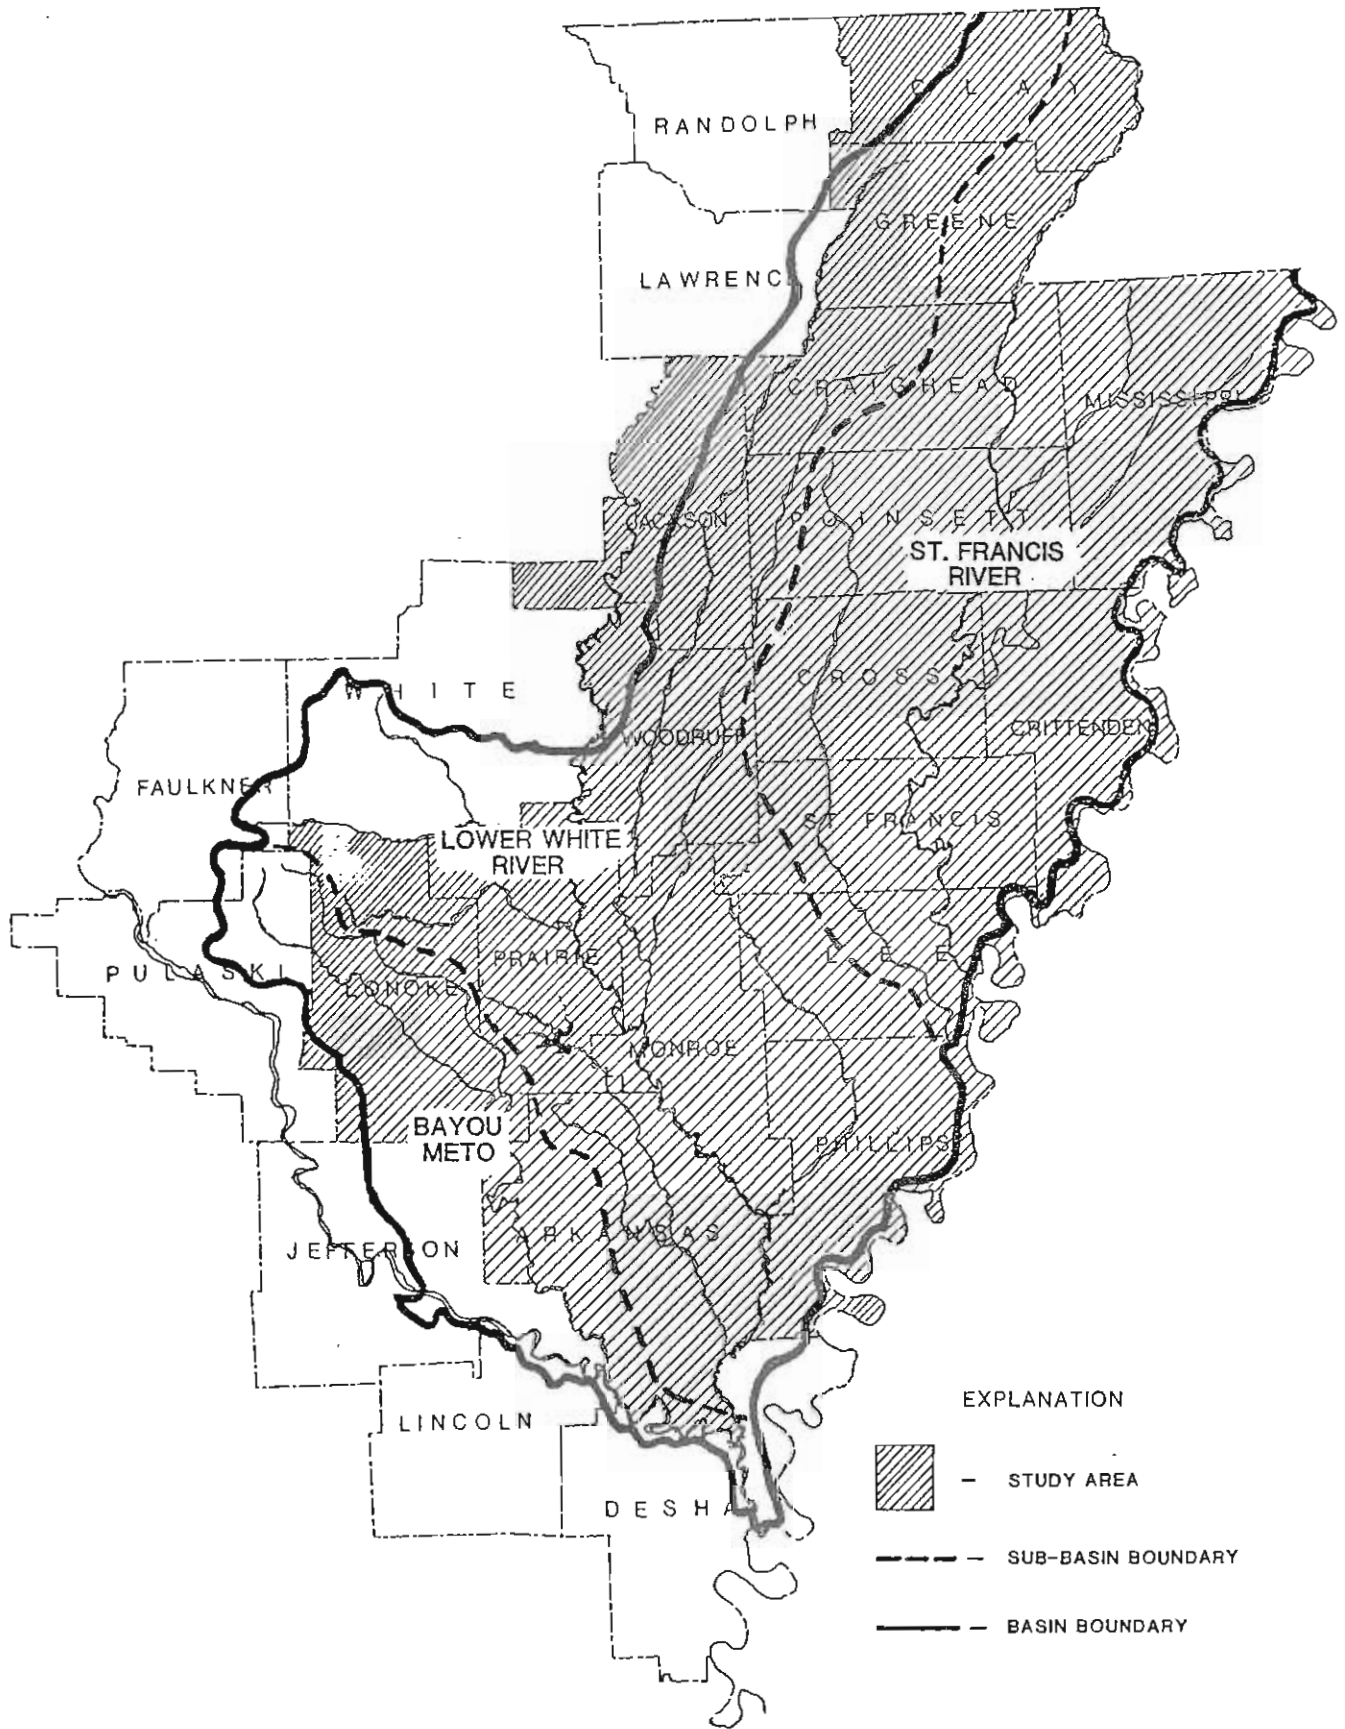 CLAY
RANDOLPH
GREENE
LAWRENC
CRAIGHEAD
MISSISSIPPI
JACKSON
POINSETT
ST. FRANCIS
RIVER
CROSS
WHITE
CRITTENDEN
WOODRUFF
FAULKNER
ST FRANCIS
LOWER WHITE
RIVER
PRAIRIE
LEE
PULASKI
LONOKE
MONROE
BAYOU
METO
PHILLIPS
ARKANSAS
JEFFERSON
EXPLANATION
LINCOLN
- STUDY AREA
DESHA
- SUB-BASIN BOUNDARY
- BASIN BOUNDARY